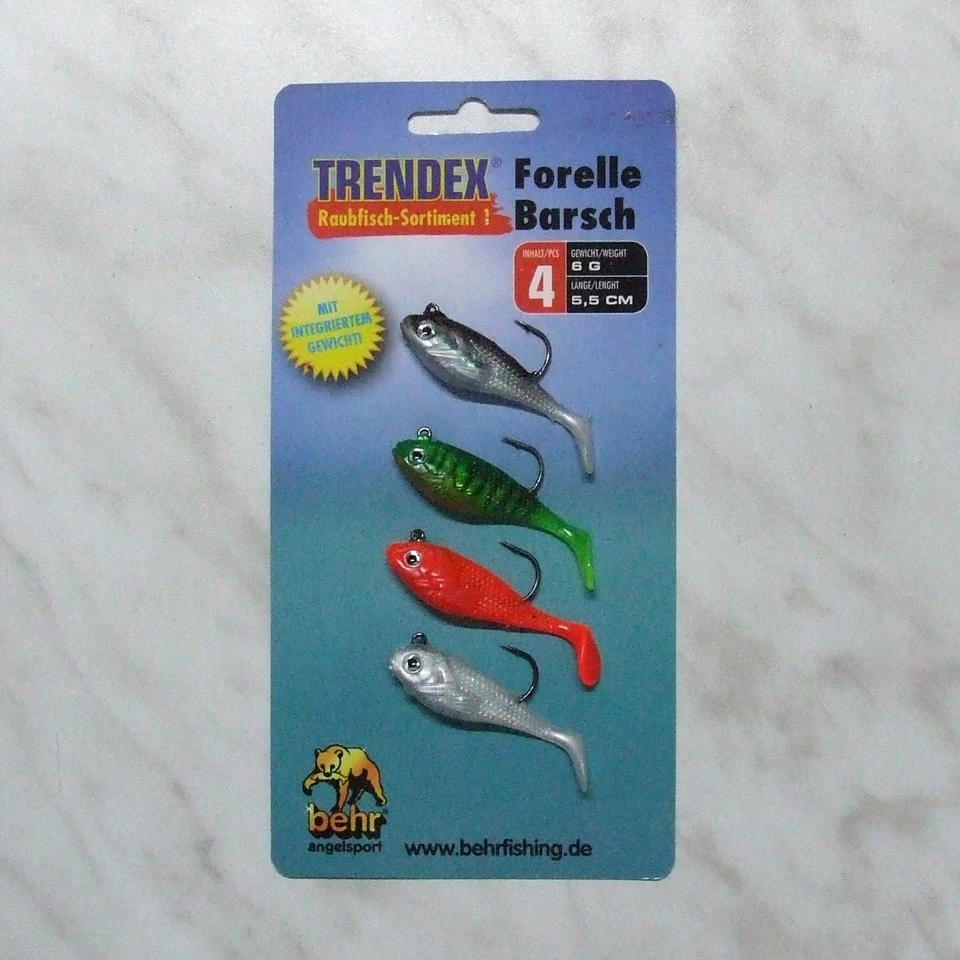 TRENDEX®
Raubfisch-Sortiment 1
Forelle
Barsch
INHALT/PCS
4
GEWICHT/WEIGHT
6 G
LÄNGE/LENGHT
5,5 CM
MIT
INTEGRIERTEM
GEWICHT!
behr®
angelsport
www.behrfishing.de